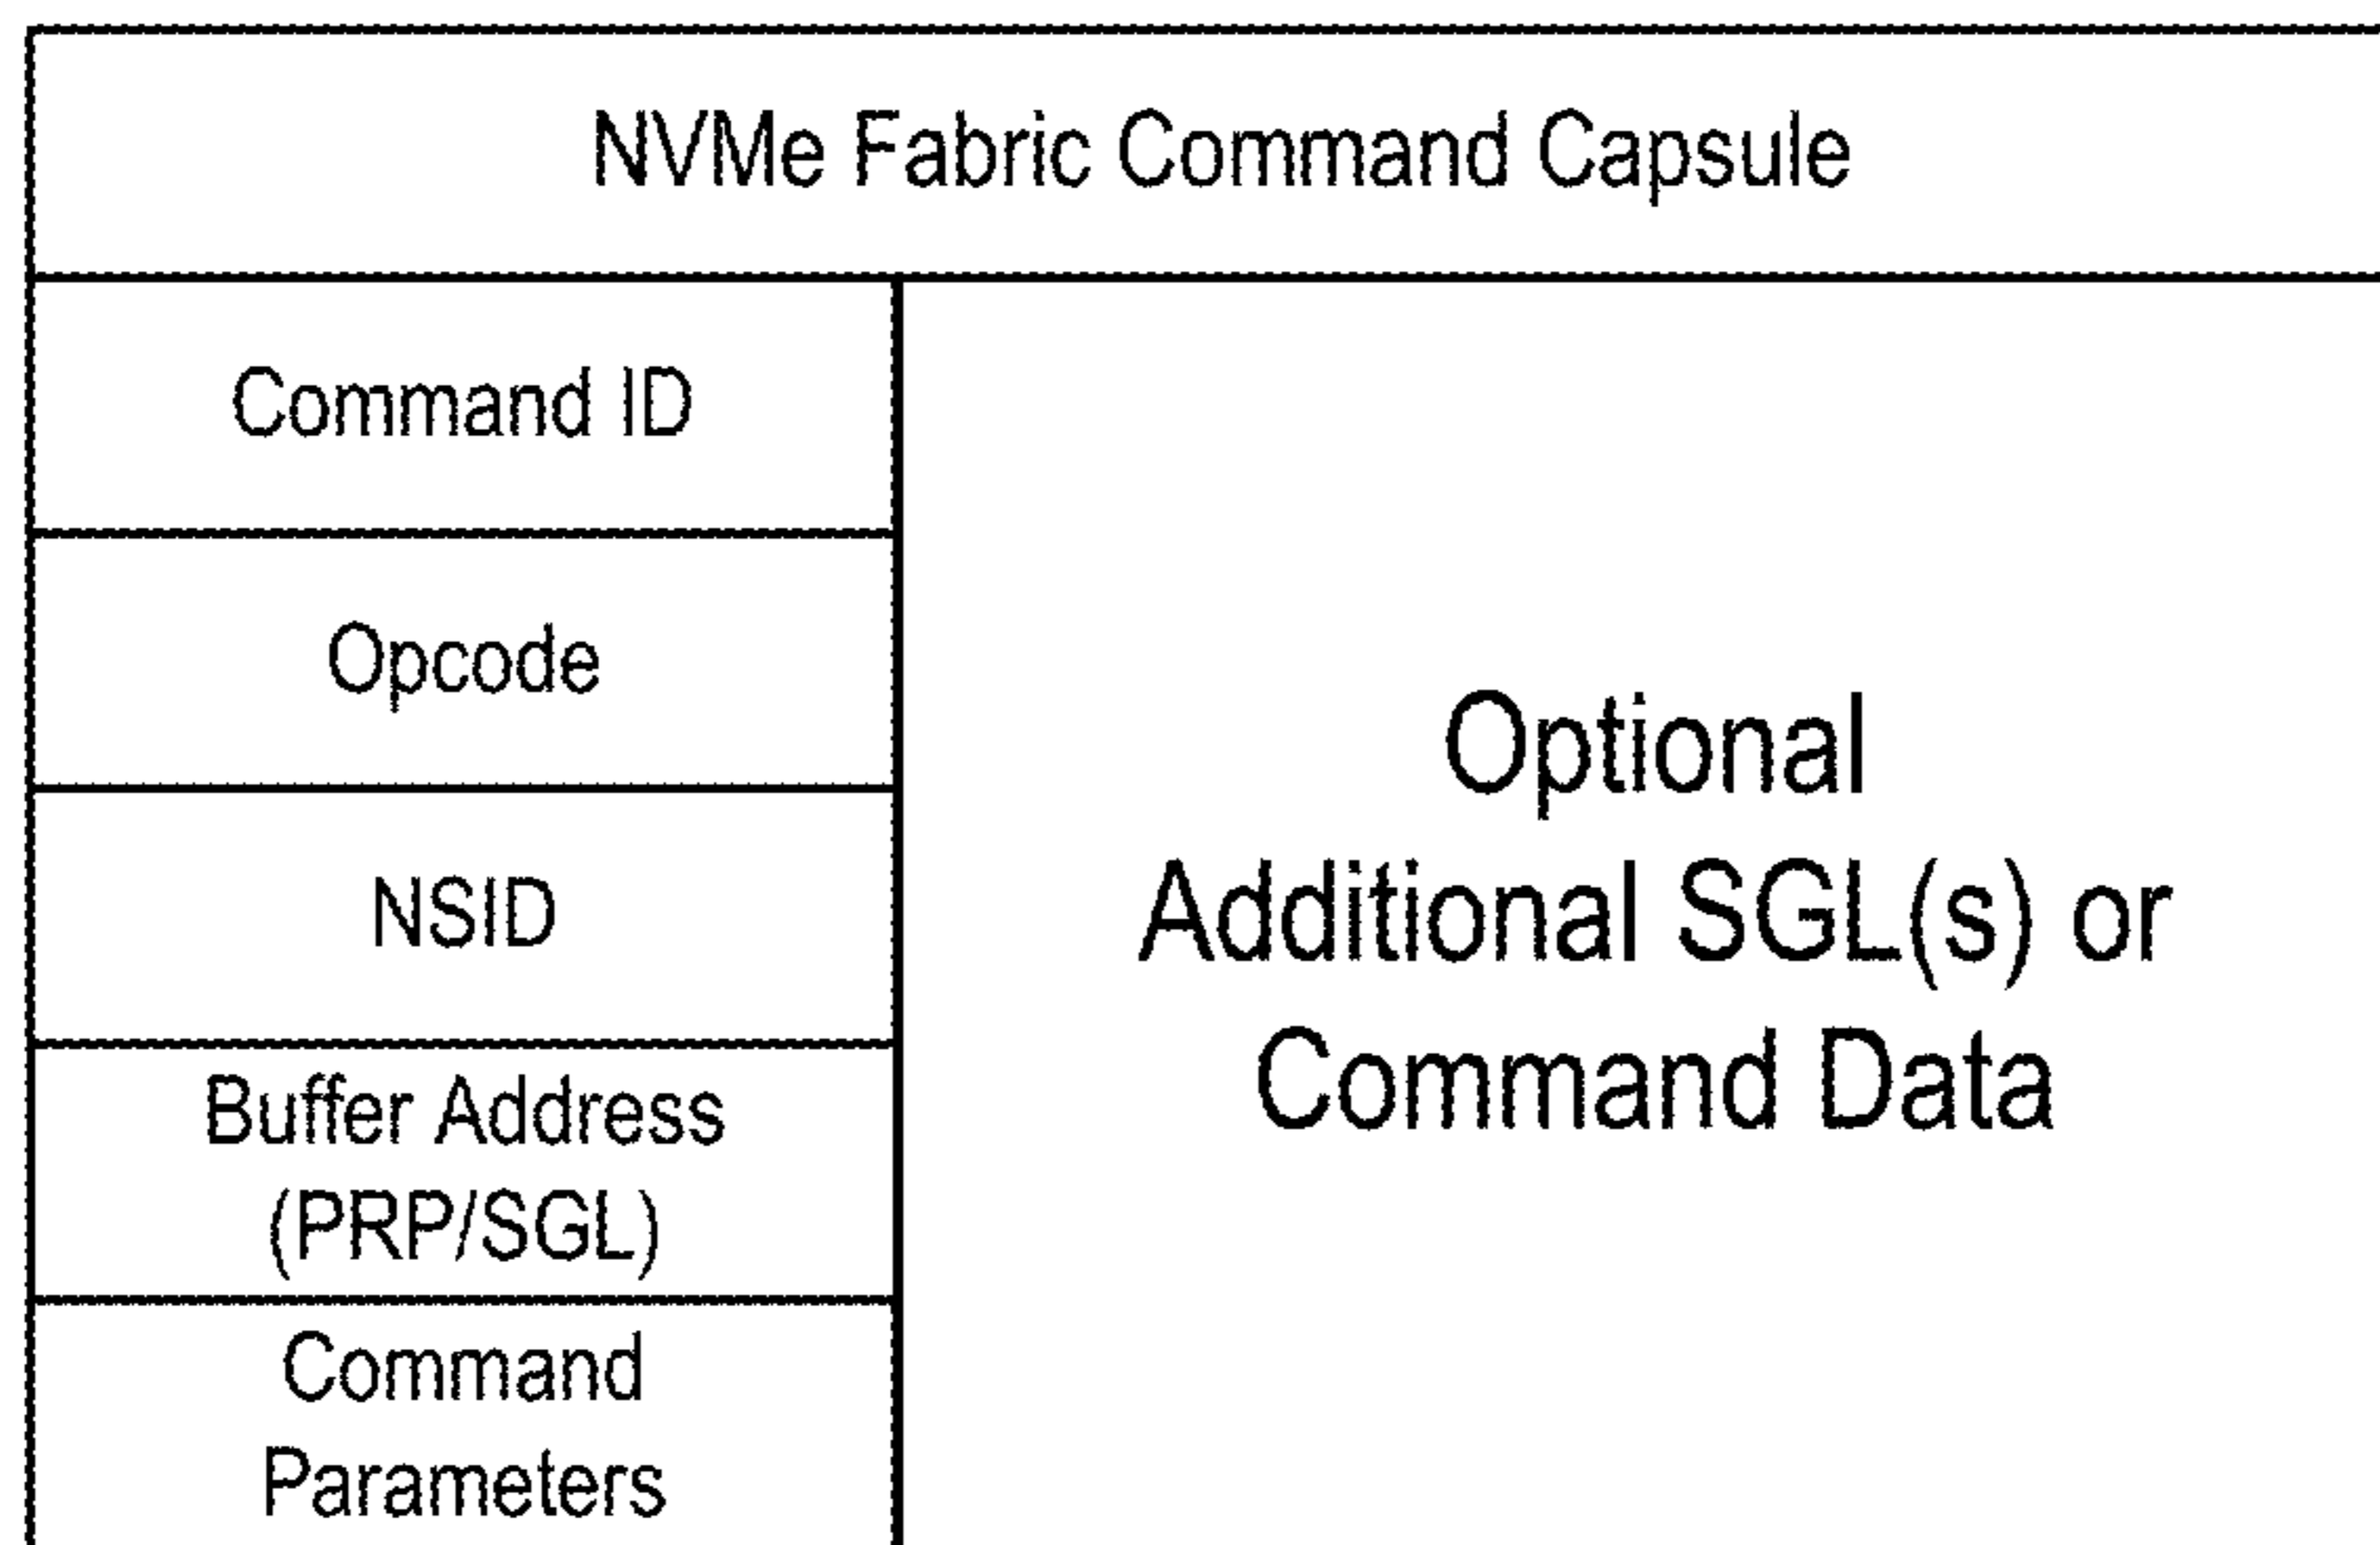 NVMe Fabric Command Capsule
Command ID
Opcode
NSID
Buffer Address
(PRP/SGL)
Command
Parameters
Optional
Additional SGL(s) or
Command Data